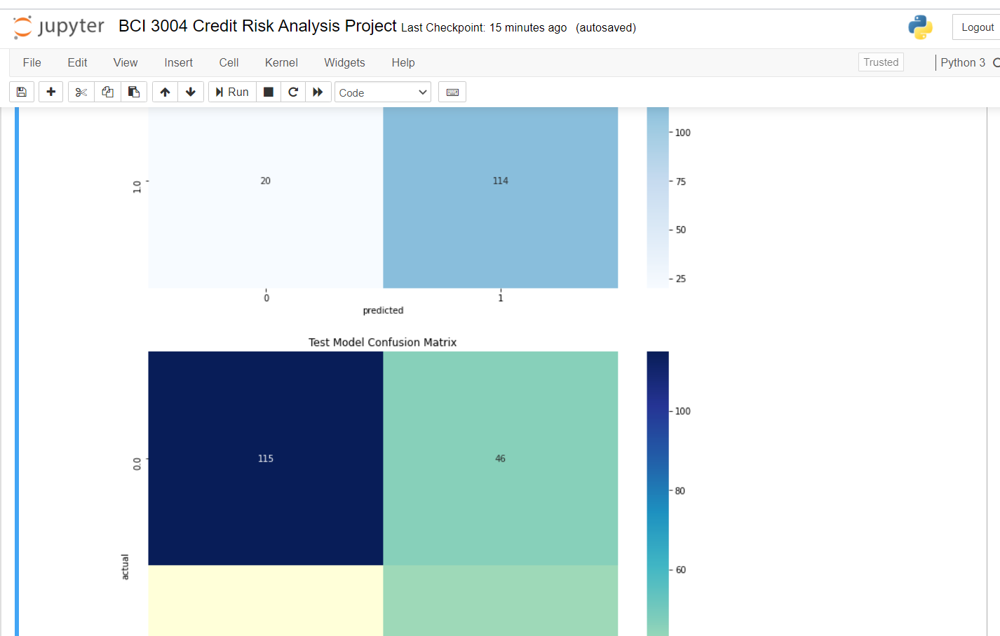 jupyter BCI 3004 Credit Risk Analysis Project Last Checkpoint: 15 minutes ago (autosaved) Logout
File Edit View Insert Cell Kernel Widgets Help Trusted Python 3
Run Code
100
75
50
25
1.0
20 114
0 1
predicted
Test Model Confusion Matrix
100
80
60
0.0
115 46
actual